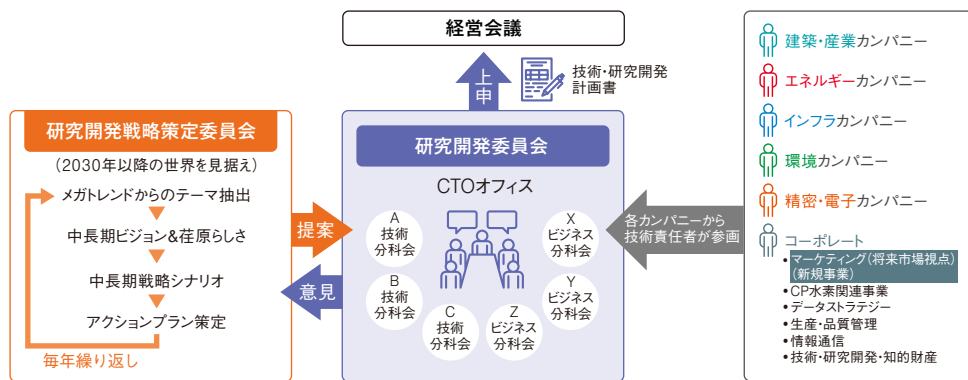 経営会議
上申
技術・研究開発
計画書
研究開発戦略策定委員会
(2030年以降の世界を見据え)
メガトレンドからのテーマ抽出
中長期ビジョン&荏原らしさ
中長期戦略シナリオ
アクションプラン策定
毎年繰り返し
提案
意見
研究開発委員会
CTOオフィス
A
技術
分科会
B
技術
分科会
C
技術
分科会
Z
ビジネス
分科会
Y
ビジネス
分科会
X
ビジネス
分科会
各カンパニーから
技術責任者が参画
建築・産業カンパニー
エネルギーカンパニー
インフラカンパニー
環境カンパニー
精密・電子カンパニー
コーポレート
•マーケティング(将来市場視点)
(新規事業)
•CP水素関連事業
•データストラテジー
•生産・品質管理
•情報通信
•技術・研究開発・知的財産